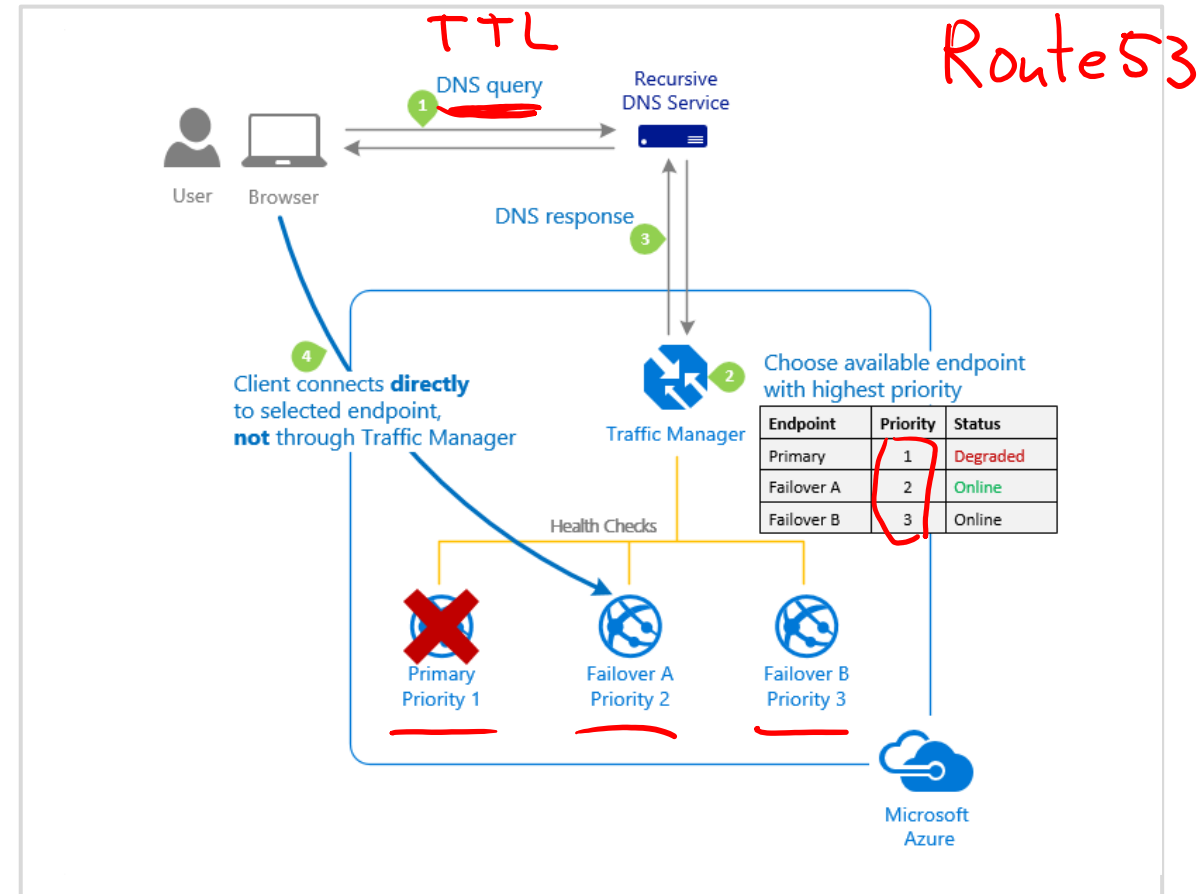 TTL
Route53
DNS query
1
Recursive
DNS Service
User
Browser
DNS response
3
4
Client connects directly
to selected endpoint,
not through Traffic Manager
2
Traffic Manager
Choose available endpoint
with highest priority
Endpoint Priority Status
Primary 1 Degraded
Failover A 2 Online
Failover B 3 Online
Health Checks
Primary
Priority 1
Failover A
Priority 2
Failover B
Priority 3
Microsoft
Azure